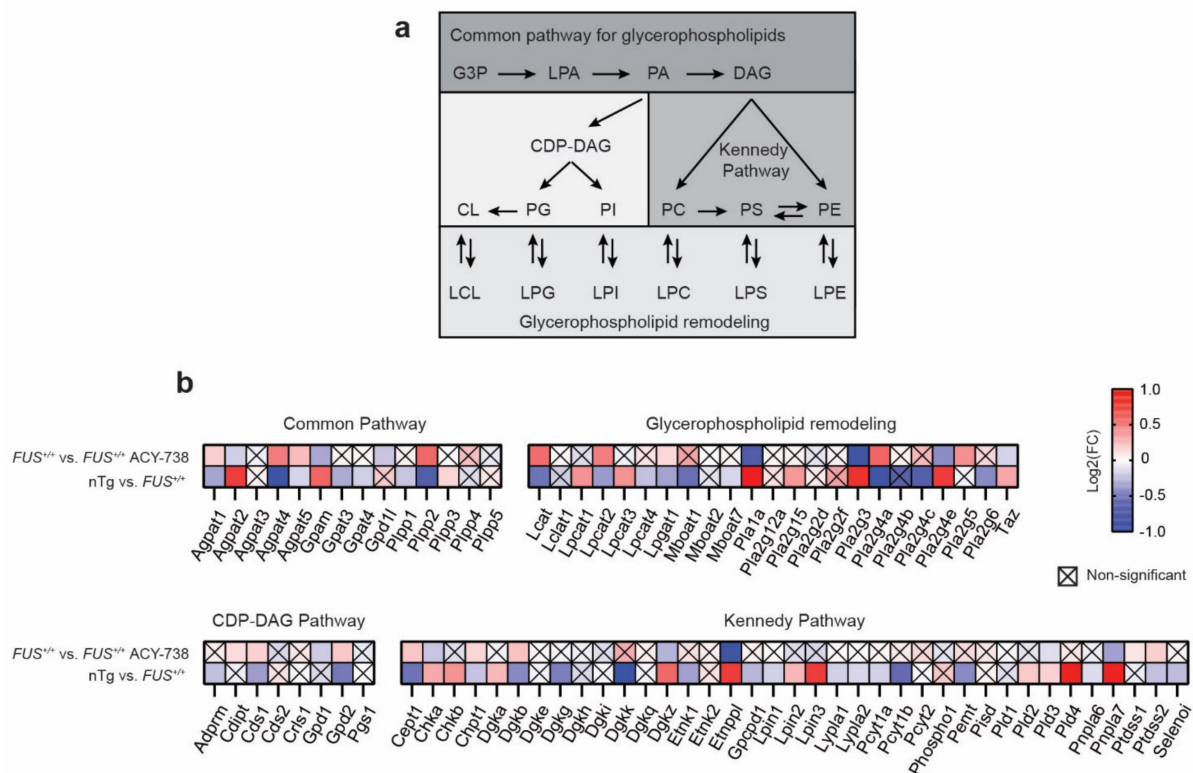 a
Common pathway for glycerophospholipids
G3P LPA PA DAG
CDP-DAG
Kennedy
Pathway
CL PG PI PC PS PE
LCL LPG LPI LPC LPS LPE
Glycerophospholipid remodeling
b
Common Pathway
Glycerophospholipid remodeling
FUS+/+ vs. FUS+/+ ACY-738
nTg vs. FUS+/+
Agpat1 Agpat2 Agpat3 Agpat4 Agpat5 Gpam Gpat3 Gpat4 Gpd1l Plpp1 Plpp2 Plpp3 Plpp4 Plpp5
Lcat Lclat1 Lpcat1 Lpcat2 Lpcat3 Lpcat4 Lpgat1 Mboat1 Mboat2 Mboat7 Pla1a Pla2g12a Pla2g15 Pla2g2d Pla2g2f Pla2g3 Pla2g4a Pla2g4b Pla2g4c Pla2g4e Pla2g5 Pla2g6 Taz
1.0
0.5
0
-0.5
-1.0
Log2(FC)
Non-significant
CDP-DAG Pathway
Kennedy Pathway
FUS+/+ vs. FUS+/+ ACY-738
nTg vs. FUS+/+
Adprm Cdipt Cds1 Cds2 Crls1 Gpd1 Gpd2 Pgs1
Cept1 Chka Chkb Chpt1 Dgka Dgkb Dgke Dgkg Dgkh Dgki Dgkk Dgkq Dgkz Etnk1 Etnk2 Etnppl Gpcpd1 Lpin1 Lpin2 Lpin3 Lypla1 Lypla2 Pcyt1a Pcyt1b Pcyt2 Phospho1 Pemt Pisd Pld1 Pld2 Pld3 Pld4 Pnpla6 Pnpla7 Ptdss1 Ptdss2 Selenoi